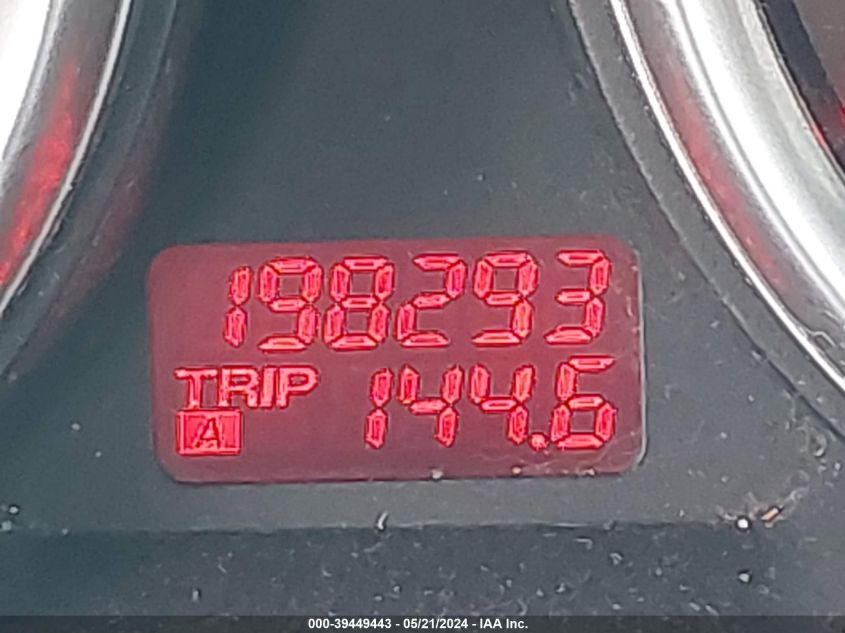 198293
TRIP 144.6
A
000-39449443 - 05/21/2024 - IAA Inc.